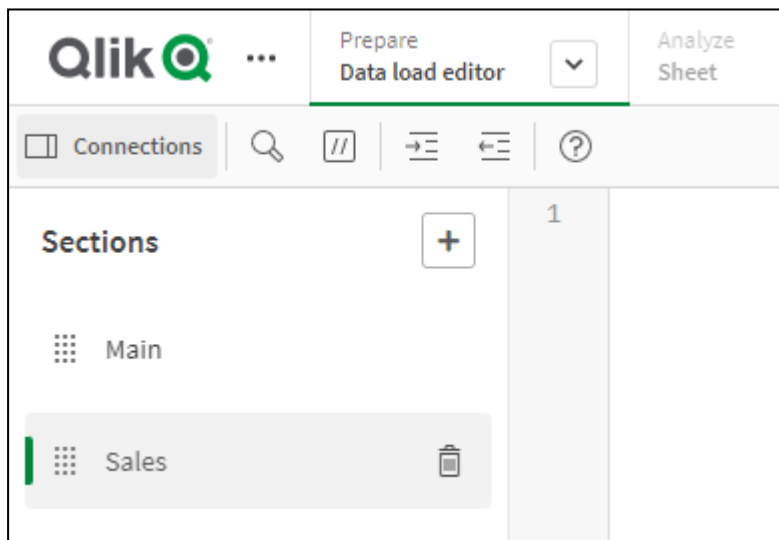 Qlik
Prepare
Data load editor
Analyze
Sheet
Connections
//
Sections
+
1
Main
Sales